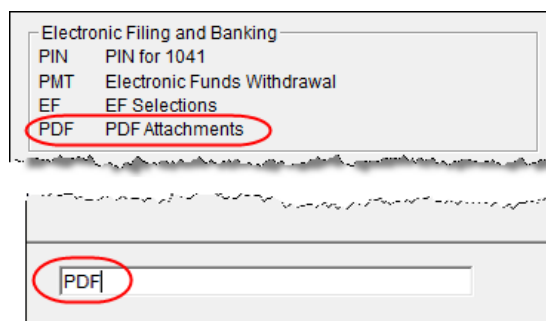 Electronic Filing and Banking
PIN PIN for 1041
PMT Electronic Funds Withdrawal
EF EF Selections
PDF PDF Attachments
PDF